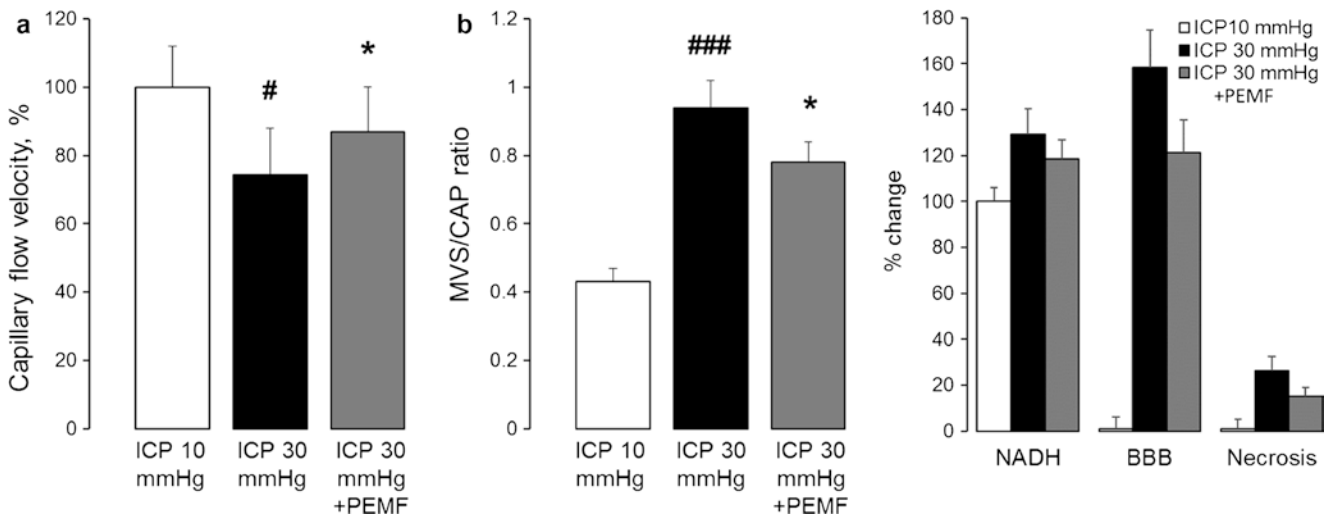 a
Capillary flow velocity, %
120
100
80
60
40
20
0
#
*
ICP 10
mmHg
ICP 30
mmHg
ICP 30
mmHg
+PEMF
b
MVS/CAP ratio
1.2
1
0.8
0.6
0.4
0.2
0
###
*
ICP 10
mmHg
ICP 30
mmHg
ICP 30
mmHg
+PEMF
% change
180
160
140
120
100
80
60
40
20
0
ICP10 mmHg
ICP 30 mmHg
ICP 30 mmHg
+PEMF
NADH
BBB
Necrosis